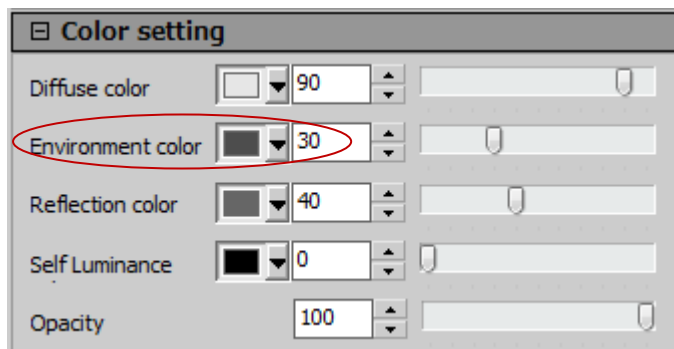 Color setting
Diffuse color 90
Environment color 30
Reflection color 40
Self Luminance 0
Opacity 100